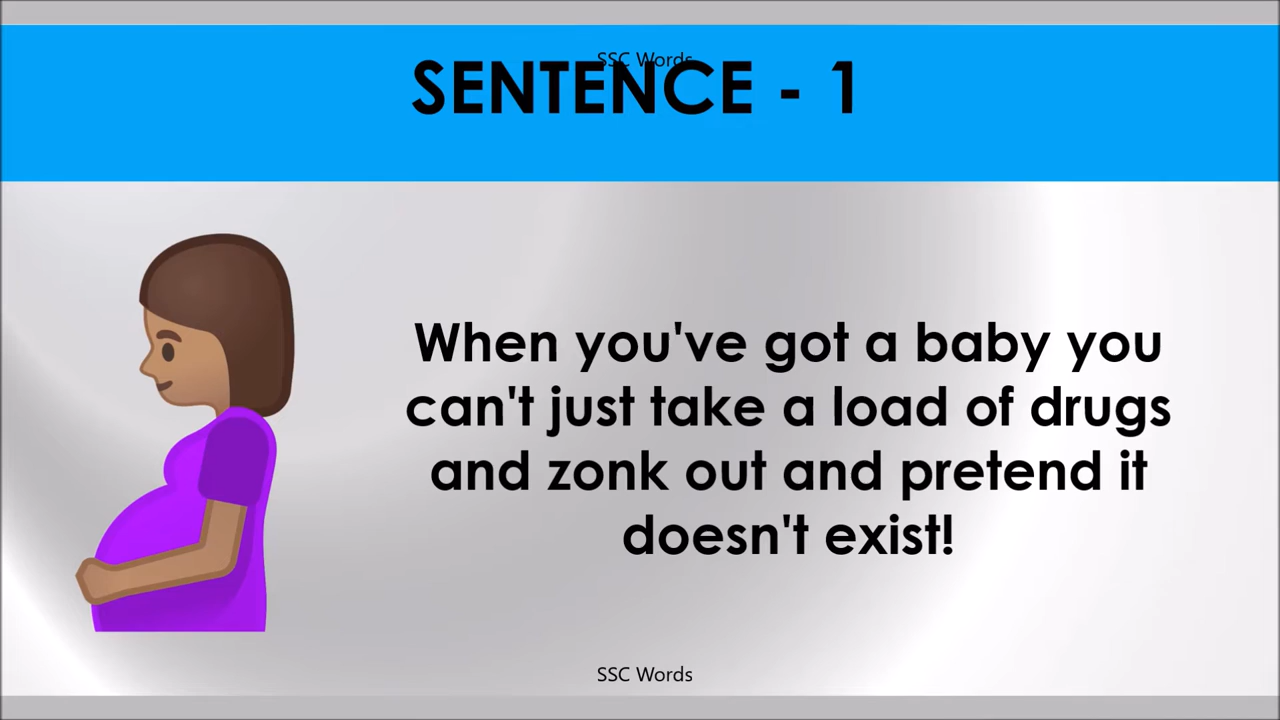 SSC Words
SENTENCE - 1
When you've got a baby you
can't just take a load of drugs
and zonk out and pretend it
doesn't exist!
SSC Words